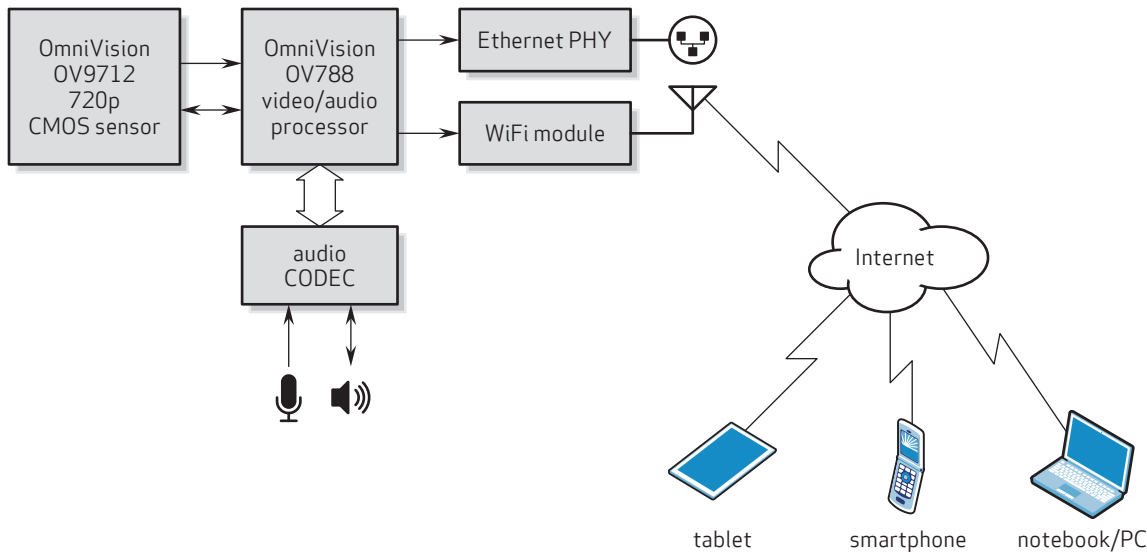 OmniVision
OV9712
720p
CMOS sensor
OmniVision
OV788
video/audio
processor
Ethernet PHY
WiFi module
audio
CODEC
Internet
tablet
smartphone
notebook/PC